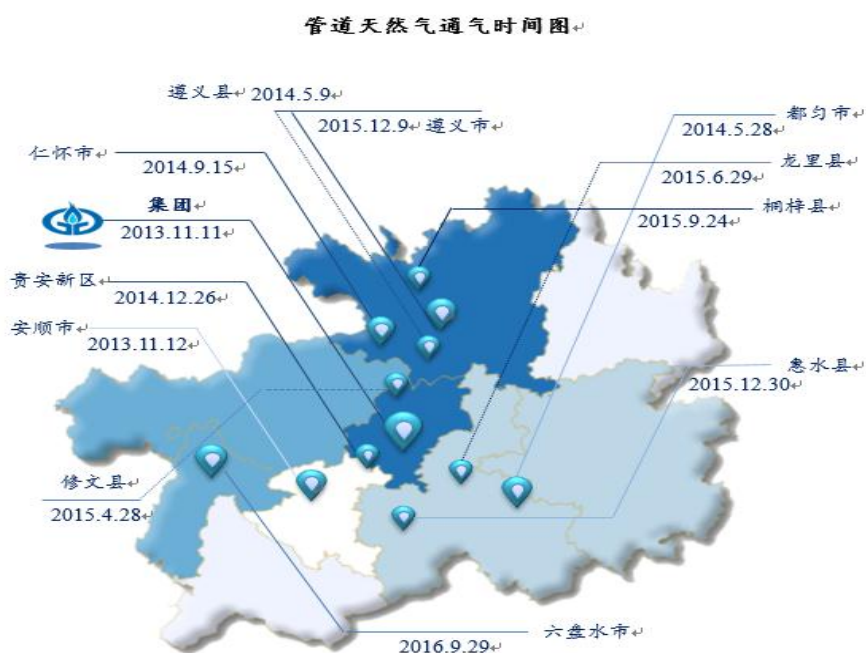 管道天然气通气时间图
遵义县 2014.5.9
2015.12.9 遵义市
都匀市
2014.5.28
仁怀市
2014.9.15
龙里县
2015.6.29
集团
2013.11.11
桐梓县
2015.9.24
贵安新区
2014.12.26
安顺市
2013.11.12
惠水县
2015.12.30
修文县
2015.4.28
六盘水市
2016.9.29